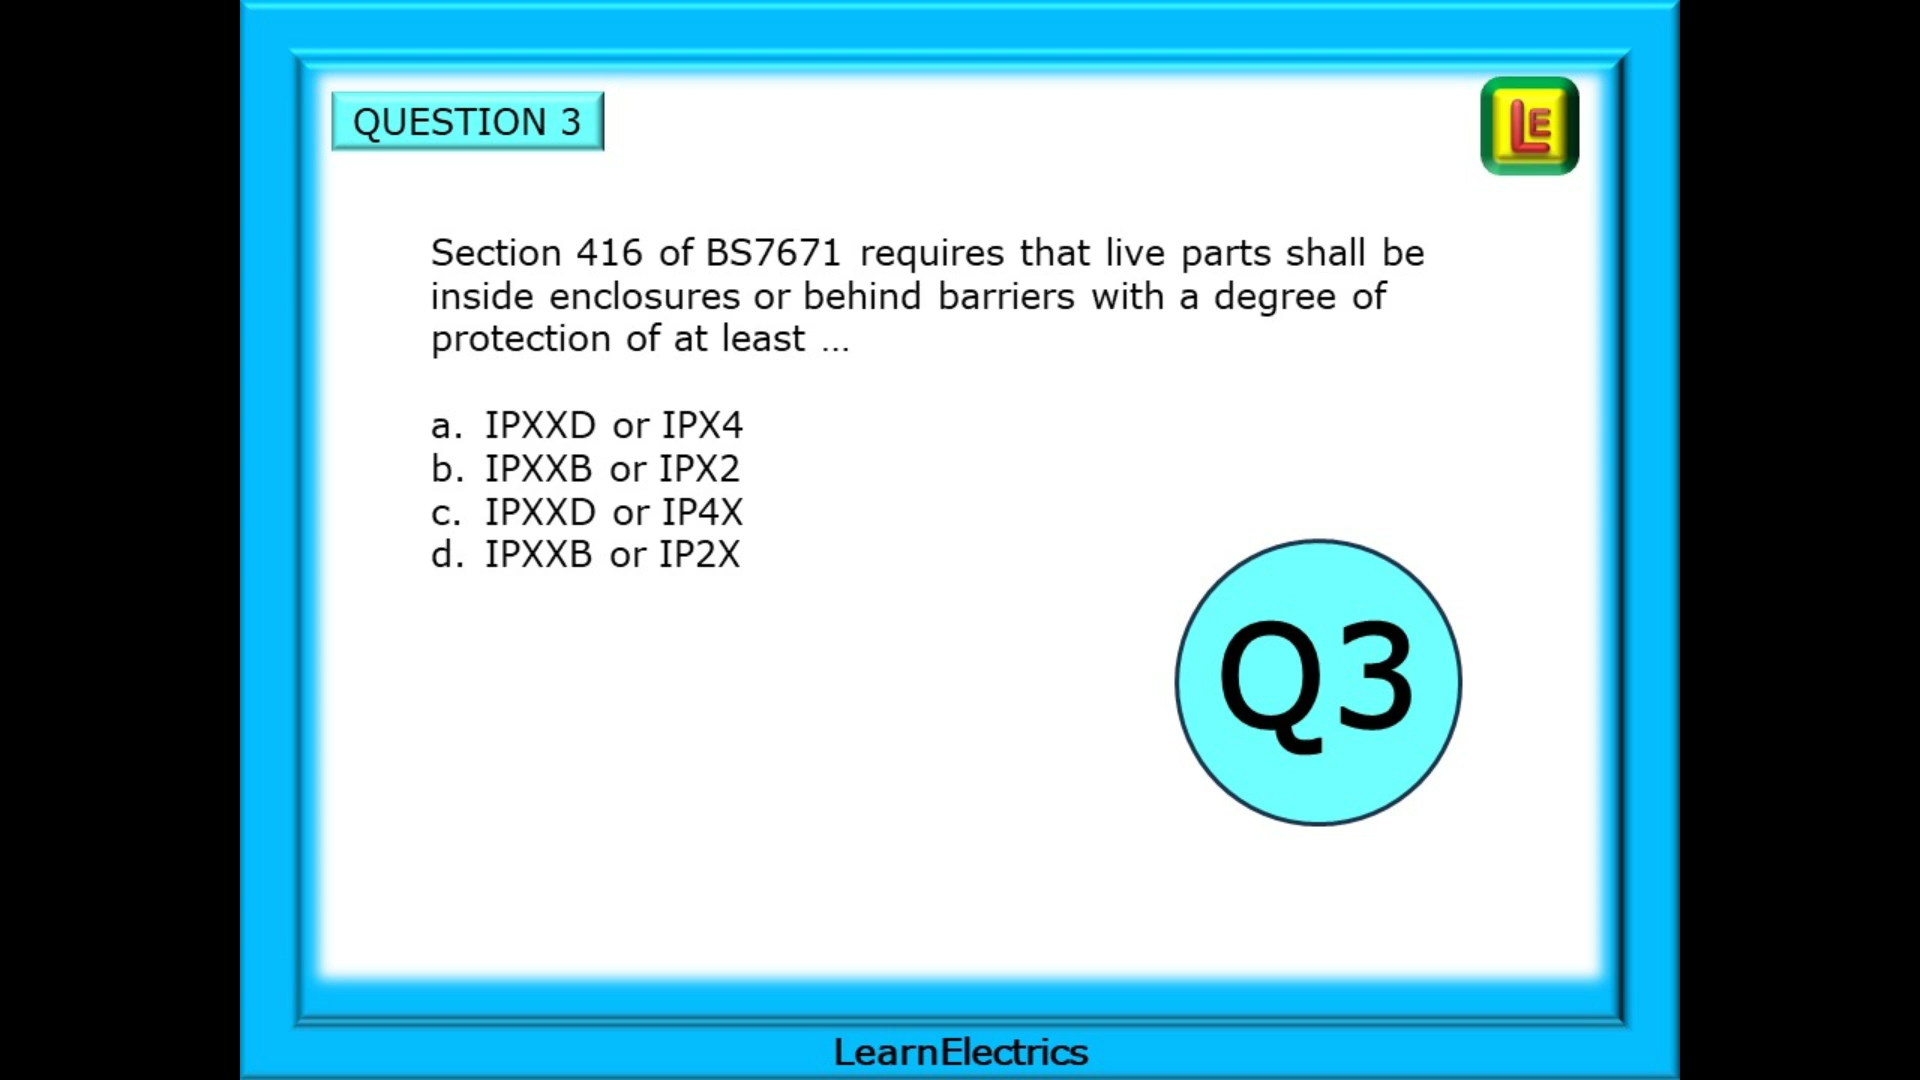 QUESTION 3
LE
Section 416 of BS7671 requires that live parts shall be
inside enclosures or behind barriers with a degree of
protection of at least ...
a. IPXXD or IPX4
b. IPXXB or IPX2
c. IPXXD or IP4X
d. IPXXB or IP2X
Q3
LearnElectrics